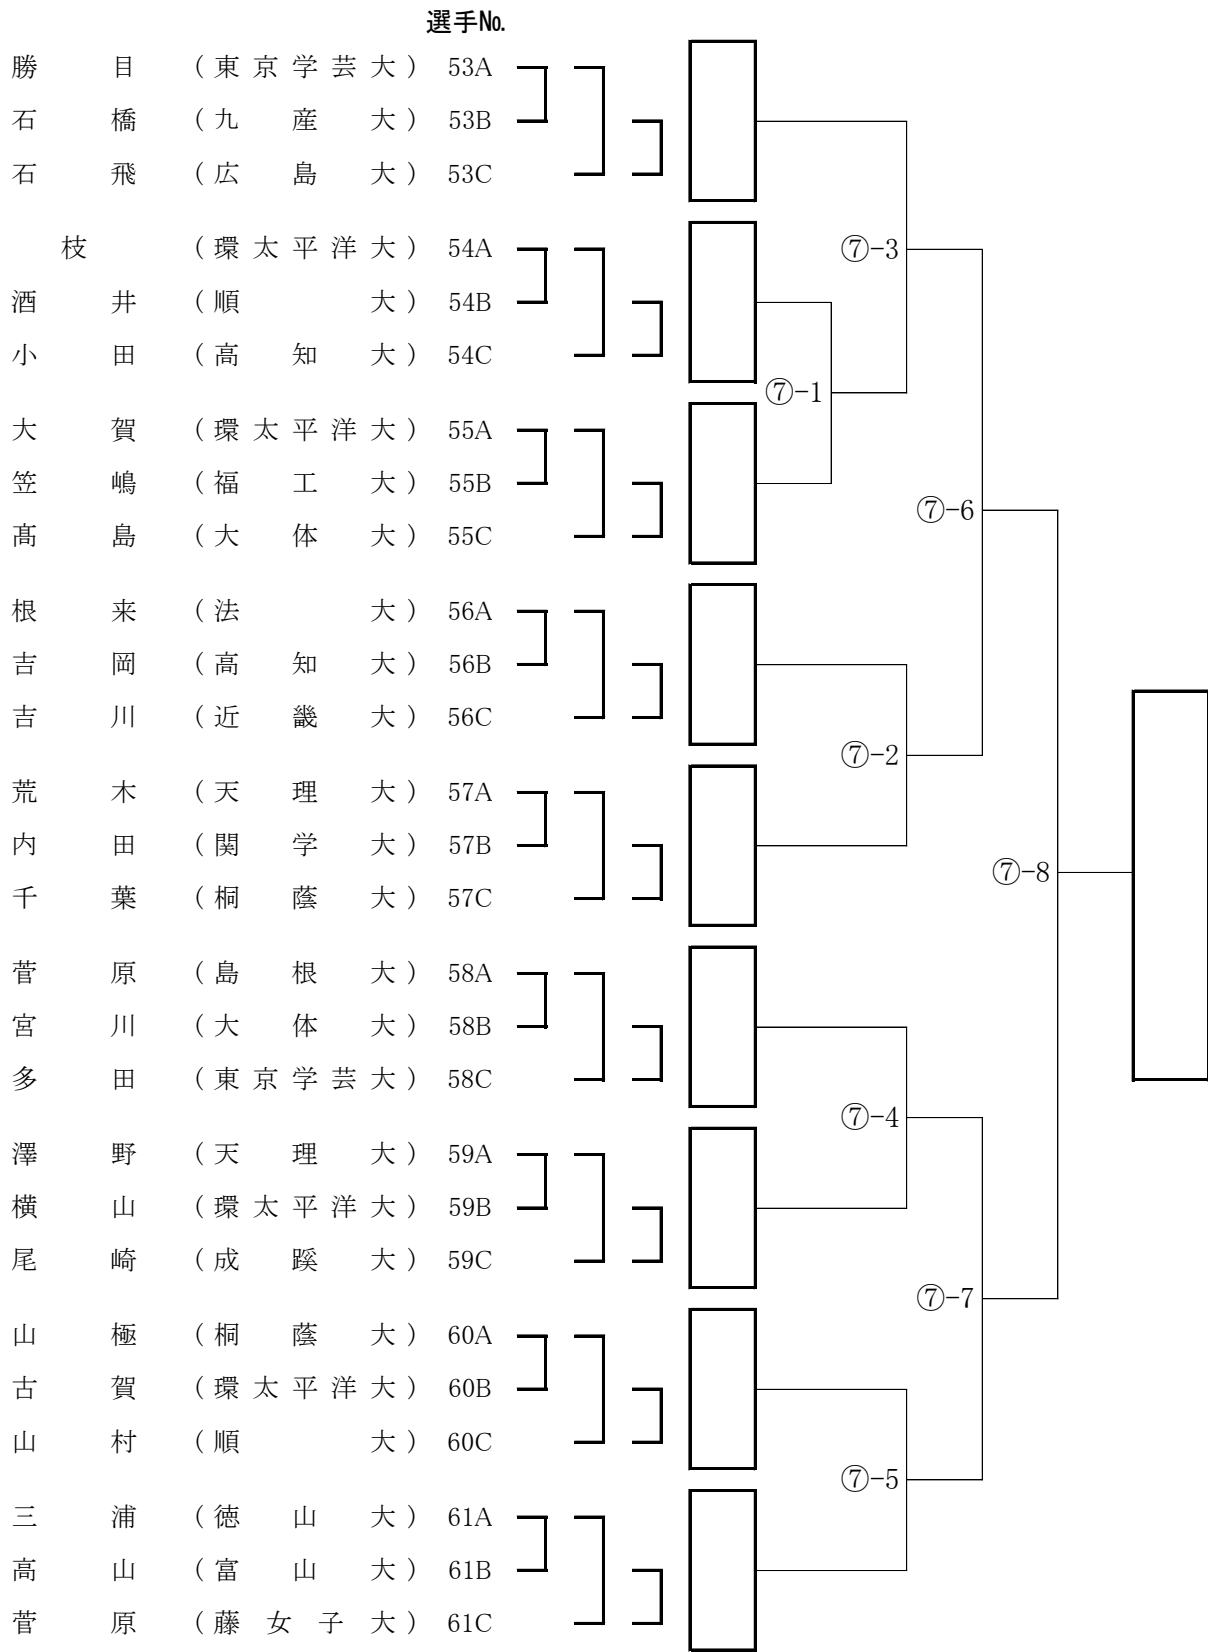 選手No.
勝目 (東京学芸大) 53A
石橋 (九産大) 53B
石飛 (広島大) 53C
枝 (環太平洋大) 54A
⑦-3
酒井 (順大) 54B
小田 (高知大) 54C
⑦-1
大賀 (環太平洋大) 55A
笠嶋 (福工大) 55B
⑦-6
髙島 (大体大) 55C
根来 (法大) 56A
吉岡 (高知大) 56B
吉川 (近畿大) 56C
⑦-2
荒木 (天理大) 57A
内田 (関学大) 57B
⑦-8
千葉 (桐蔭大) 57C
菅原 (島根大) 58A
宮川 (大体大) 58B
多田 (東京学芸大) 58C
⑦-4
澤野 (天理大) 59A
横山 (環太平洋大) 59B
尾崎 (成蹊大) 59C
⑦-7
山極 (桐蔭大) 60A
古賀 (環太平洋大) 60B
山村 (順大) 60C
⑦-5
三浦 (徳山大) 61A
高山 (富山大) 61B
菅原 (藤女子大) 61C